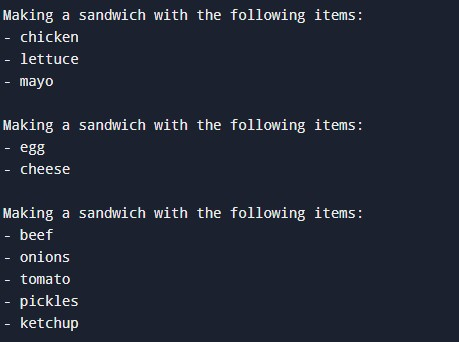 Making a sandwich with the following items:
- chicken
- lettuce
- mayo

Making a sandwich with the following items:
- egg
- cheese

Making a sandwich with the following items:
- beef
- onions
- tomato
- pickles
- ketchup